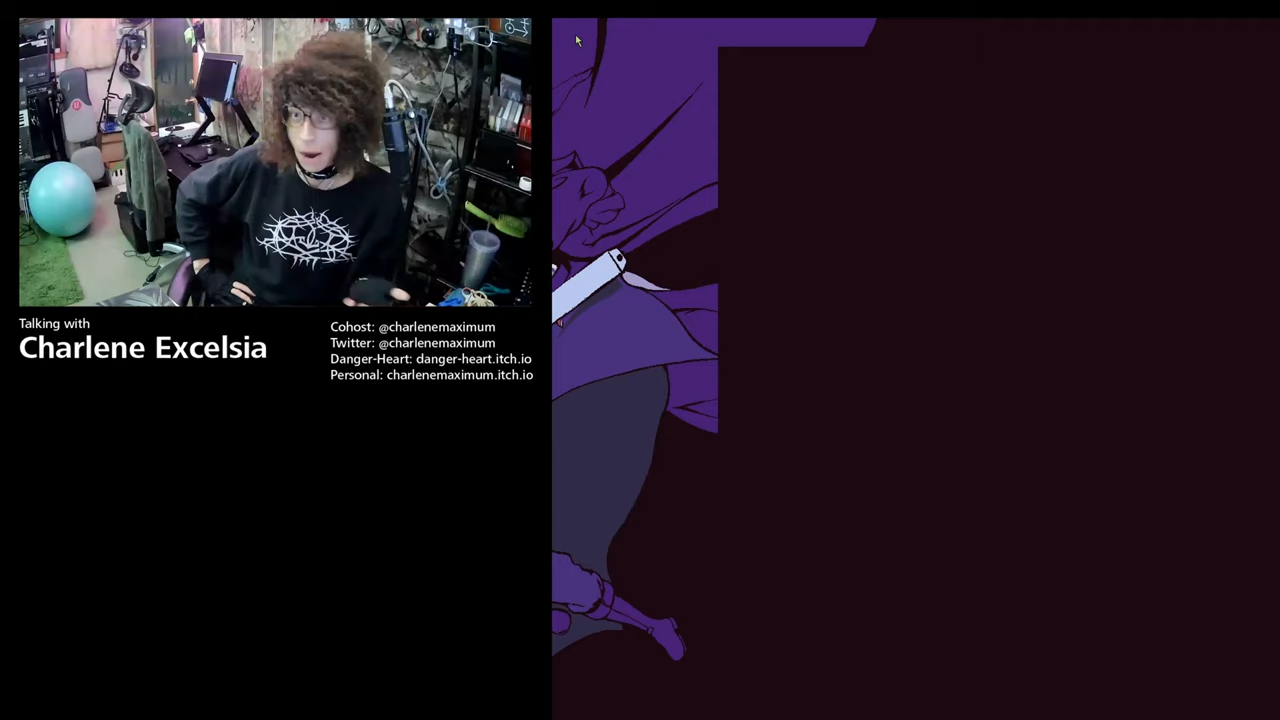 Talking with
Charlene Excelsia
Cohost: @charlenemaximum
Twitter: @charlenemaximum
Danger-Heart: danger-heart.itch.io
Personal: charlenemaximum.itch.io